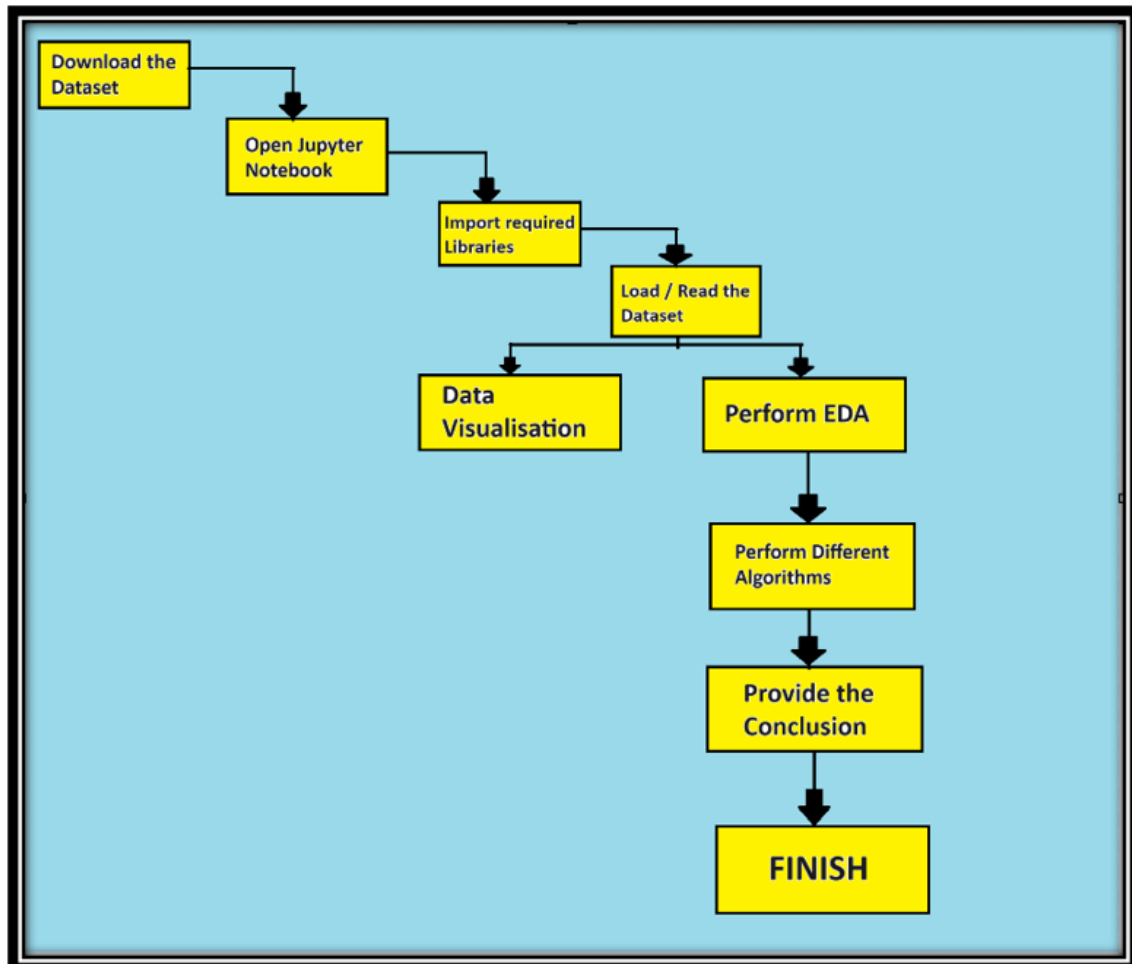 Download the
Dataset
Open Jupyter
Notebook
Import required
Libraries
Load / Read the
Dataset
Data
Visualisation
Perform EDA
Perform Different
Algorithms
Provide the
Conclusion
FINISH